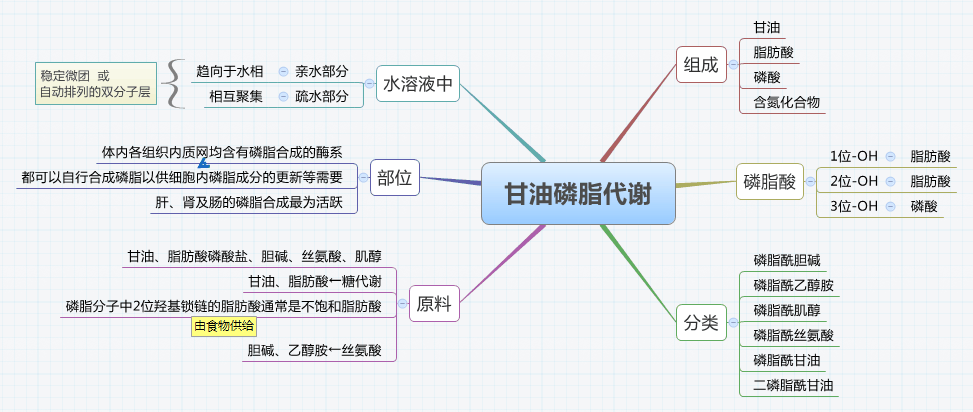 甘油磷脂代谢
组成
甘油
脂肪酸
磷酸
含氮化合物
磷脂酸
1位-OH 脂肪酸
2位-OH 脂肪酸
3位-OH 磷酸
分类
磷脂酰胆碱
磷脂酰乙醇胺
磷脂酰肌醇
磷脂酰丝氨酸
磷脂酰甘油
二磷脂酰甘油
水溶液中
亲水部分 趋向于水相
疏水部分 相互聚集
稳定微团 或
自动排列的双分子层
部位
体内各组织内质网均含有磷脂合成的酶系
都可以自行合成磷脂以供细胞内磷脂成分的更新等需要
肝、肾及肠的磷脂合成最为活跃
原料
甘油、脂肪酸磷酸盐、胆碱、丝氨酸、肌醇
甘油、脂肪酸←糖代谢
磷脂分子中2位羟基锁链的脂肪酸通常是不饱和脂肪酸
由食物供给
胆碱、乙醇胺←丝氨酸